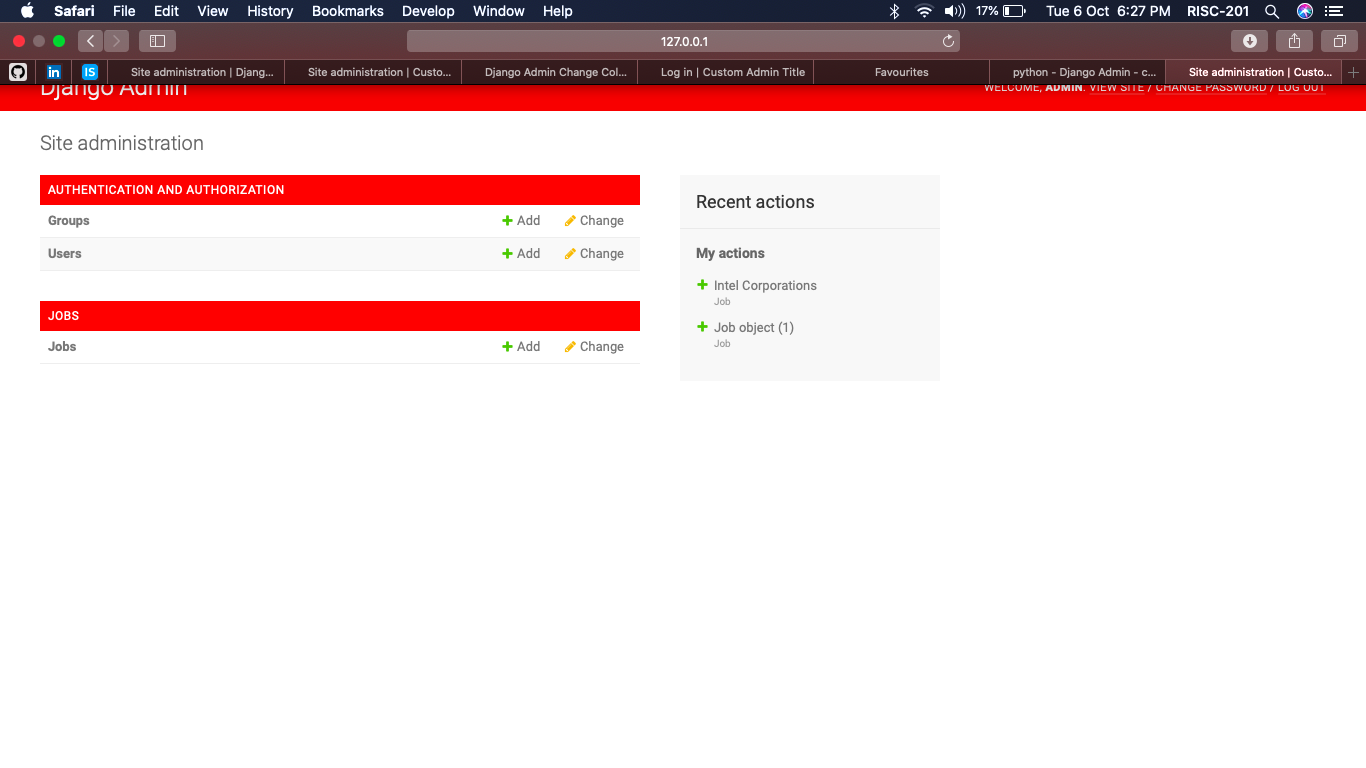 Safari File Edit View History Bookmarks Develop Window Help 17% Tue 6 Oct 6:27 PM RISC-201
127.0.0.1
in IS Site administration | Djang... Site administration | Custo... Django Admin Change Col... Log in | Custom Admin Title Favourites python - Django Admin - c... Site administration | Custo...
Django Admin WELCOME, ADMIN. VIEW SITE / CHANGE PASSWORD / LOG OUT
Site administration
AUTHENTICATION AND AUTHORIZATION
Groups Add Change
Users Add Change
JOBS
Jobs Add Change
Recent actions
My actions
Intel Corporations
Job
Job object (1)
Job